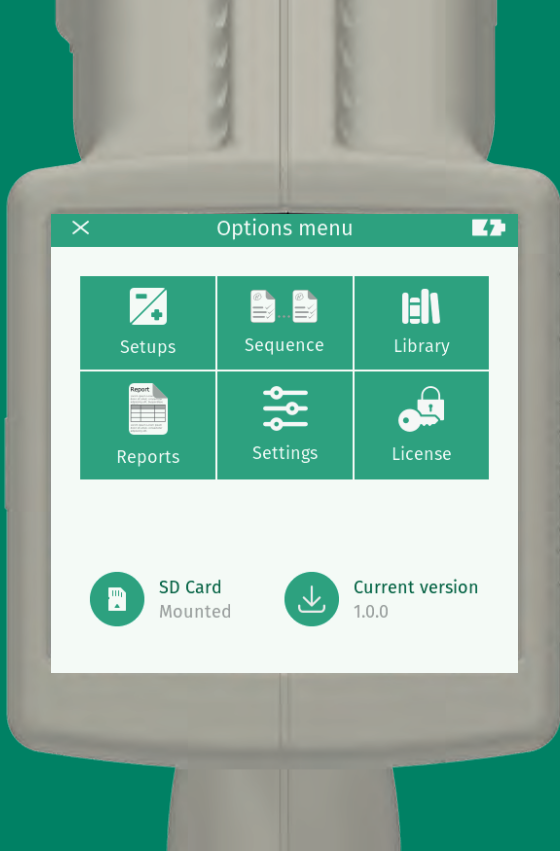 Options menu
Setups
Sequence
Library
Report
Reports
Settings
License
SD Card
Mounted
Current version
1.0.0